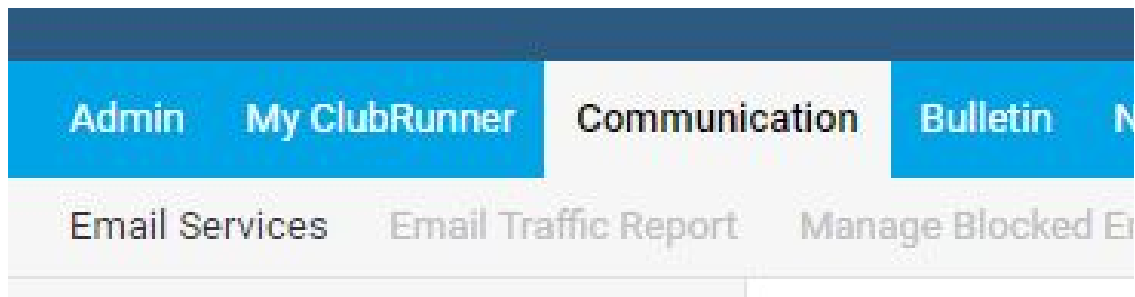 Admin My ClubRunner Communication Bulletin N
Email Services Email Traffic Report Manage Blocked